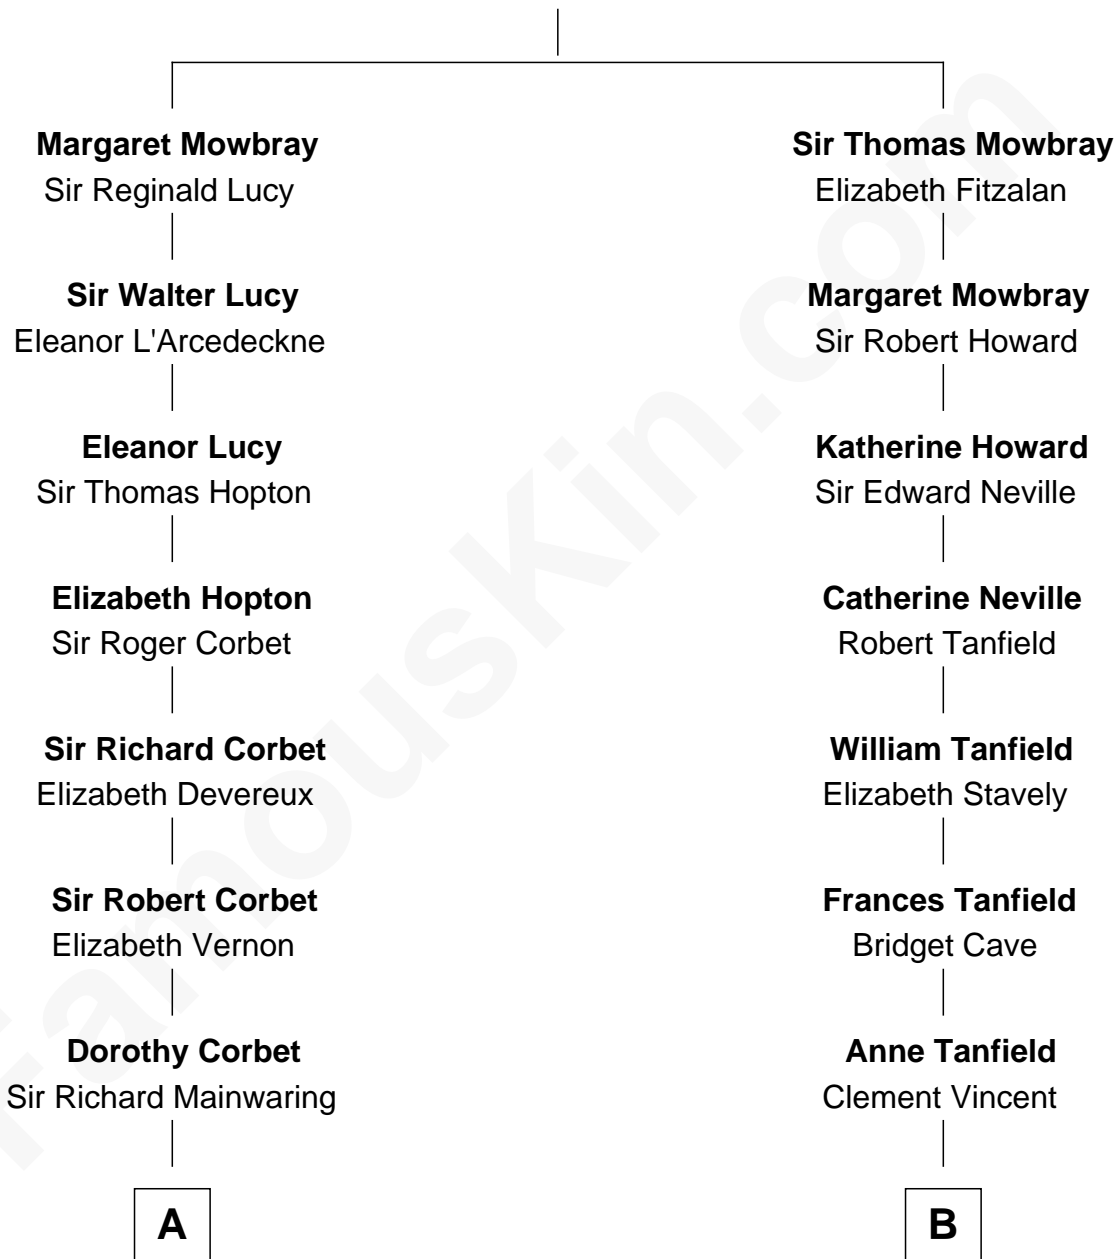 Margaret Mowbray
Sir Reginald Lucy
Sir Walter Lucy
Eleanor L'Arcedeckne
Eleanor Lucy
Sir Thomas Hopton
Elizabeth Hopton
Sir Roger Corbet
Sir Richard Corbet
Elizabeth Devereux
Sir Robert Corbet
Elizabeth Vernon
Dorothy Corbet
Sir Richard Mainwaring
A
Sir Thomas Mowbray
Elizabeth Fitzalan
Margaret Mowbray
Sir Robert Howard
Katherine Howard
Sir Edward Neville
Catherine Neville
Robert Tanfield
William Tanfield
Elizabeth Stavely
Frances Tanfield
Bridget Cave
Anne Tanfield
Clement Vincent
B
FamousKin.com